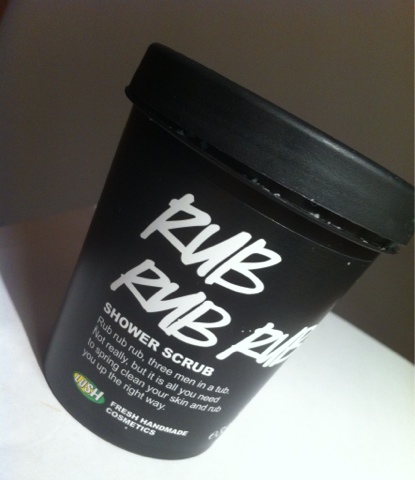 RUB
RUB RUB
SHOWER SCRUB
Rub rub rub, three men in a tub.
Not really, but it is all you need
to spring clean your skin and rub
you up the right way.
LUSH
FRESH HANDMADE
COSMETICS